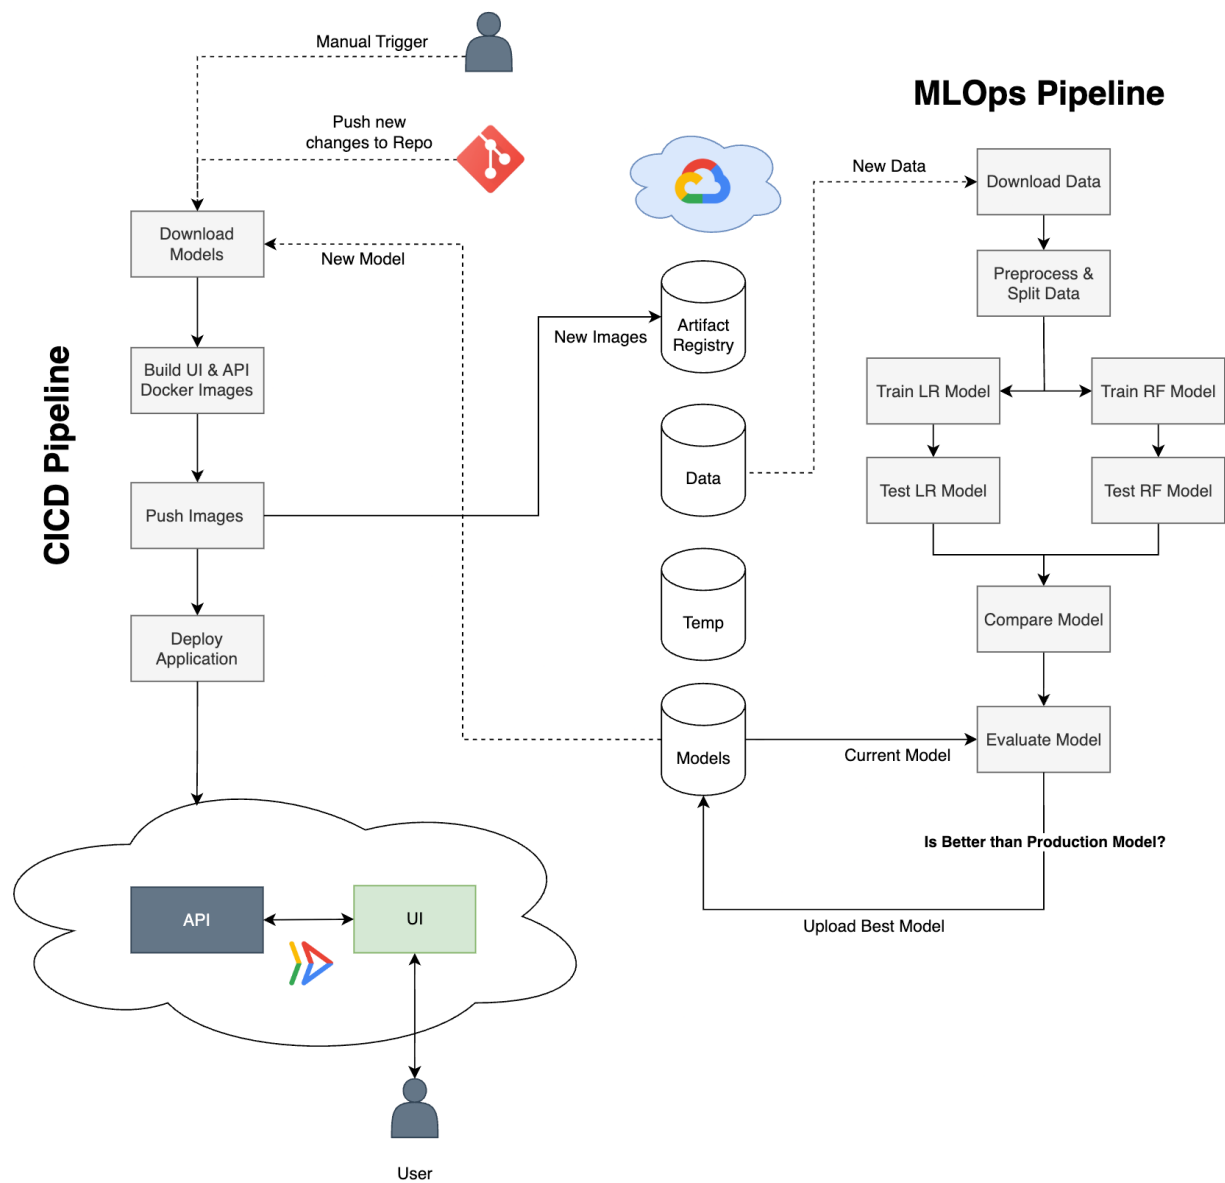 Manual Trigger
Push new
changes to Repo
MLOps Pipeline
New Data
Download Data
Download
Models
New Model
Preprocess &
Split Data
Artifact
Registry
New Images
CICD Pipeline
Build UI & API
Docker Images
Train LR Model
Train RF Model
Data
Test LR Model
Test RF Model
Push Images
Temp
Compare Model
Deploy
Application
Models
Current Model
Evaluate Model
Is Better than Production Model?
Upload Best Model
API
UI
User